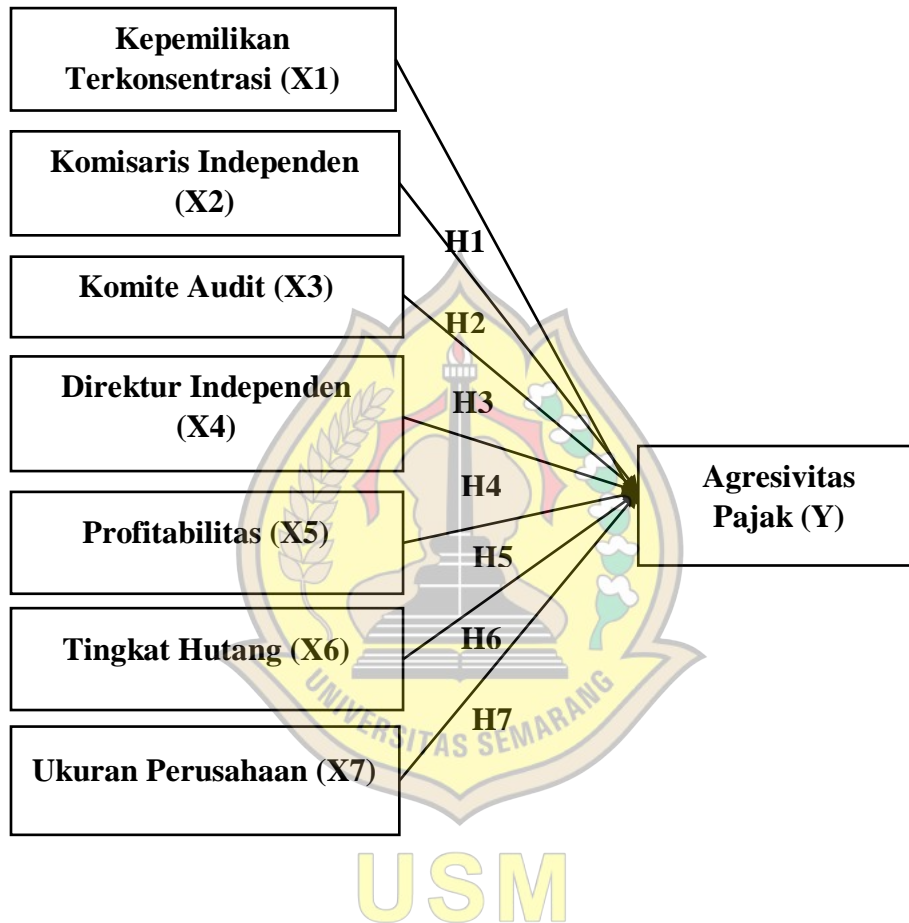 Kepemilikan
Terkonsentrasi (X1)
Komisaris Independen
(X2)
H1
Komite Audit (X3)
H2
Direktur Independen
(X4)
H3
Agresivitas
Pajak (Y)
H4
Profitabilitas (X5)
H5
Tingkat Hutang (X6)
H6
UNIVERSITAS SEMARANG
H7
Ukuran Perusahaan (X7)
USM